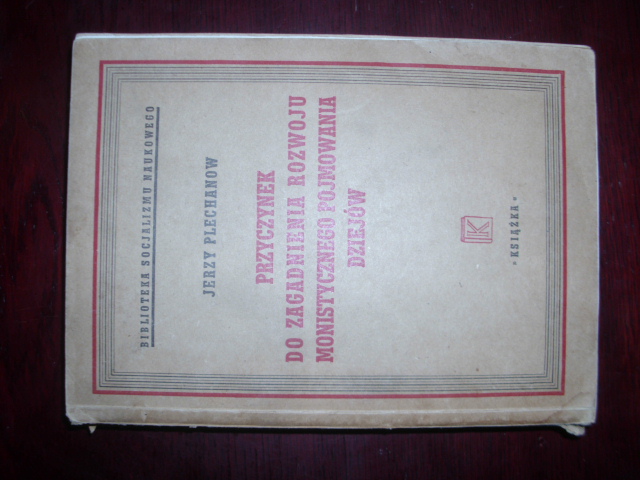 BIBLIOTEKA SOCJALIZMU NAUKOWEGO
JERZY PLECHANOW
PRZYCZYNEK
DO ZAGADNIENIA ROZWOJU
MONISTYCZNEGO POJMOWANIA
DZIEJÓW
K
"KSIĄŻKA"